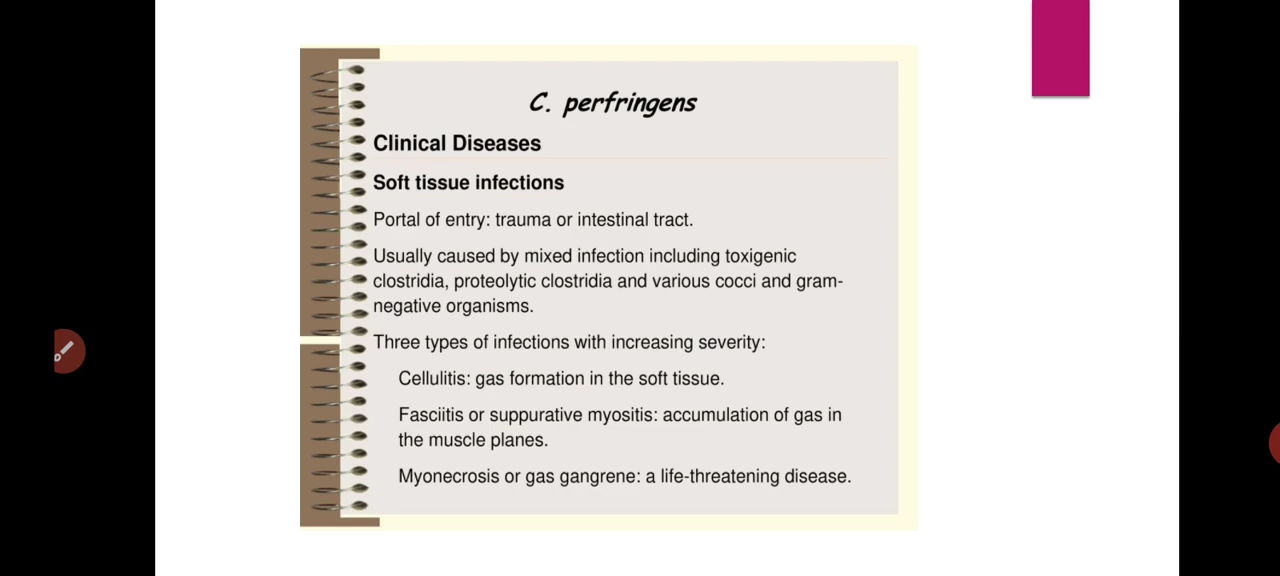 C. perfringens
Clinical Diseases
Soft tissue infections
Portal of entry: trauma or intestinal tract.
Usually caused by mixed infection including toxigenic
clostridia, proteolytic clostridia and various cocci and gram-
negative organisms.
Three types of infections with increasing severity:
Cellulitis: gas formation in the soft tissue.
Fasciitis or suppurative myositis: accumulation of gas in
the muscle planes.
Myonecrosis or gas gangrene: a life-threatening disease.